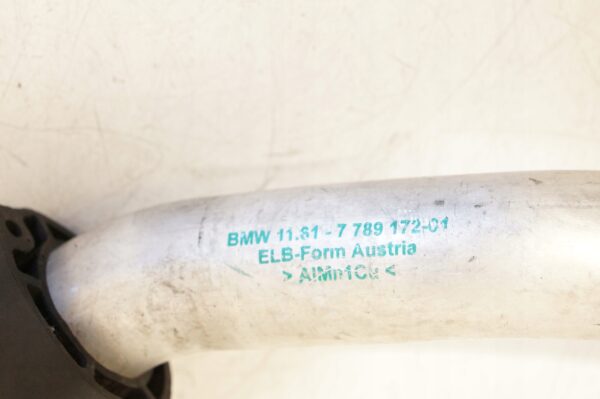 BMW 11.61 - 7 789 172-01
ELB-Form Austria
> AlMn1Cu <